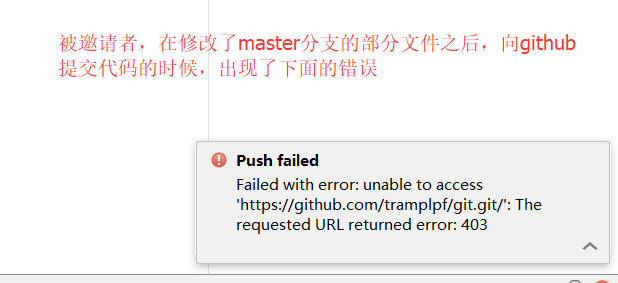 被邀请者，在修改了master分支的部分文件之后，向github
提交代码的时候，出现了下面的错误
Push failed
Failed with error: unable to access
'https://github.com/tramplpf/git.git/': The
requested URL returned error: 403